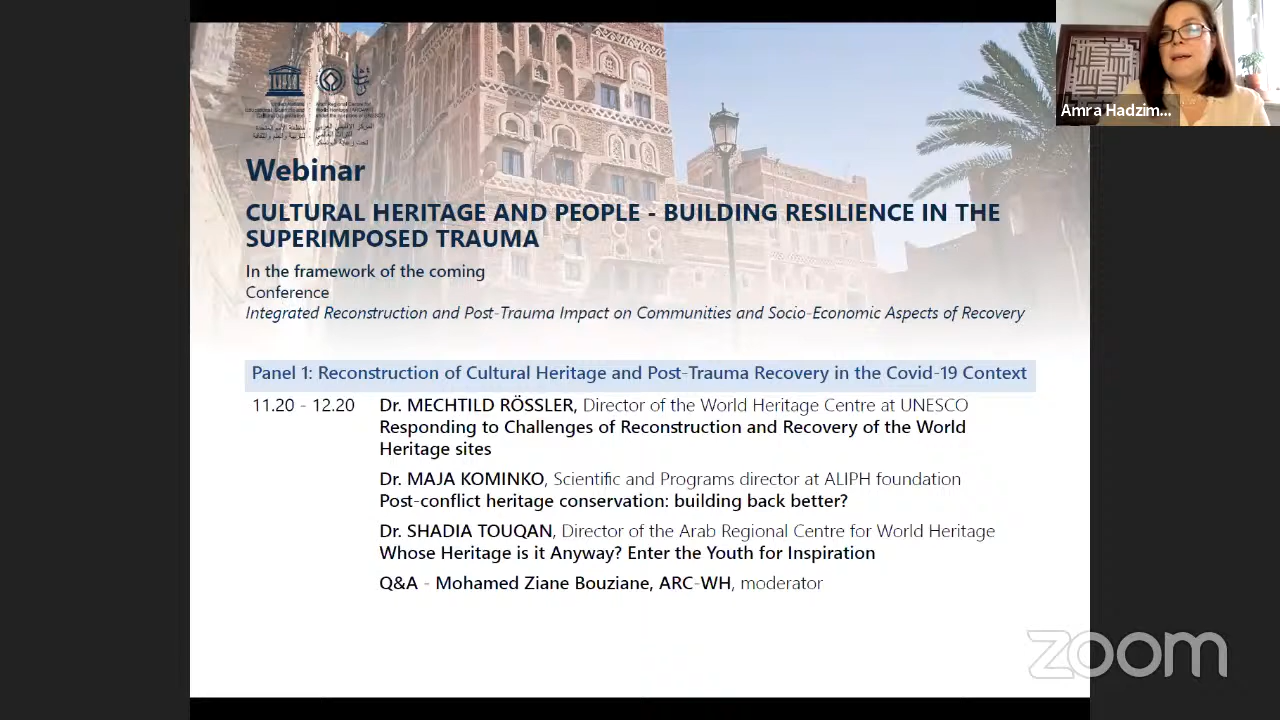 Amra Hadzim...
Webinar
CULTURAL HERITAGE AND PEOPLE - BUILDING RESILIENCE IN THE
SUPERIMPOSED TRAUMA
In the framework of the coming
Conference
Integrated Reconstruction and Post-Trauma Impact on Communities and Socio-Economic Aspects of Recovery
Panel 1: Reconstruction of Cultural Heritage and Post-Trauma Recovery in the Covid-19 Context
11.20 - 12.20
Dr. MECHTILD RÖSSLER, Director of the World Heritage Centre at UNESCO
Responding to Challenges of Reconstruction and Recovery of the World
Heritage sites
Dr. MAJA KOMINKO, Scientific and Programs director at ALIPH foundation
Post-conflict heritage conservation: building back better?
Dr. SHADIA TOUQAN, Director of the Arab Regional Centre for World Heritage
Whose Heritage is it Anyway? Enter the Youth for Inspiration
Q&A - Mohamed Ziane Bouziane, ARC-WH, moderator
zoom